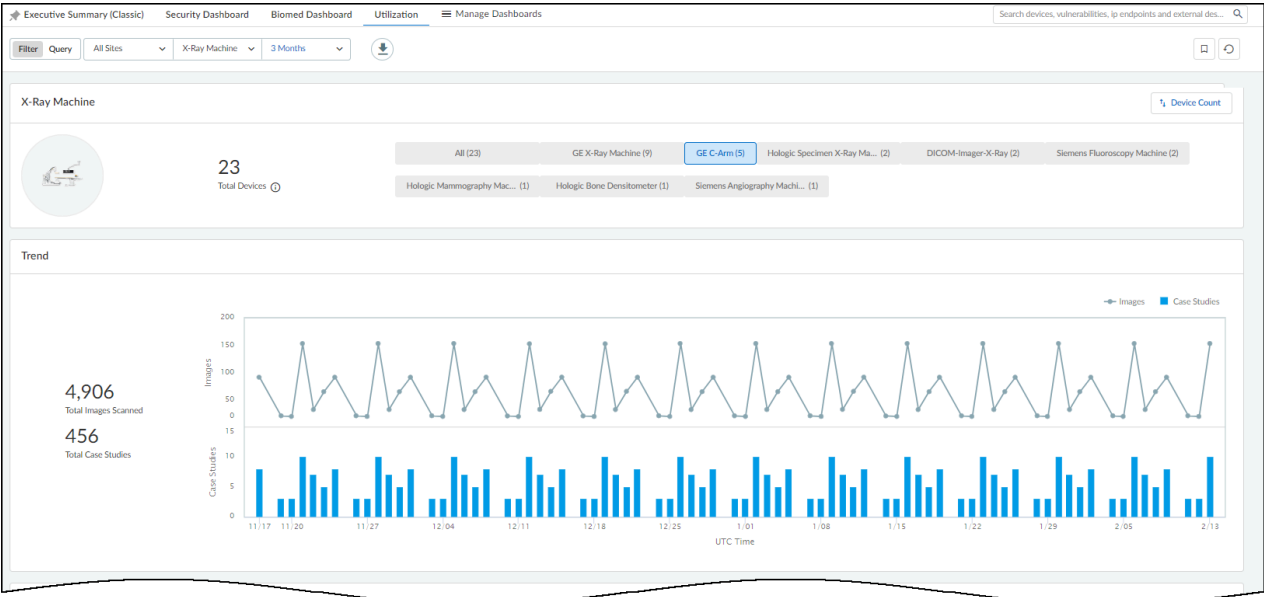 Executive Summary (Classic) Security Dashboard Biomed Dashboard Utilization Manage Dashboards Search devices, vulnerabilities, ip endpoints and external des...
Filter Query All Sites X-Ray Machine 3 Months
X-Ray Machine
Device Count
23
Total Devices
All (23) GE X-Ray Machine (9) GE C-Arm (5) Hologic Specimen X-Ray Ma... (2) DICOM-Imager-X-Ray (2) Siemens Fluoroscopy Machine (2)
Hologic Mammography Mac... (1) Hologic Bone Densitometer (1) Siemens Angiography Machi... (1)
Trend
Images Case Studies
4,906
Total Images Scanned
456
Total Case Studies
Images
200
150
100
50
0
Case Studies
15
10
5
0
11/17 11/20 11/27 12/04 12/11 12/18 12/25 1/01 1/08 1/15 1/22 1/29 2/05 2/13
UTC Time